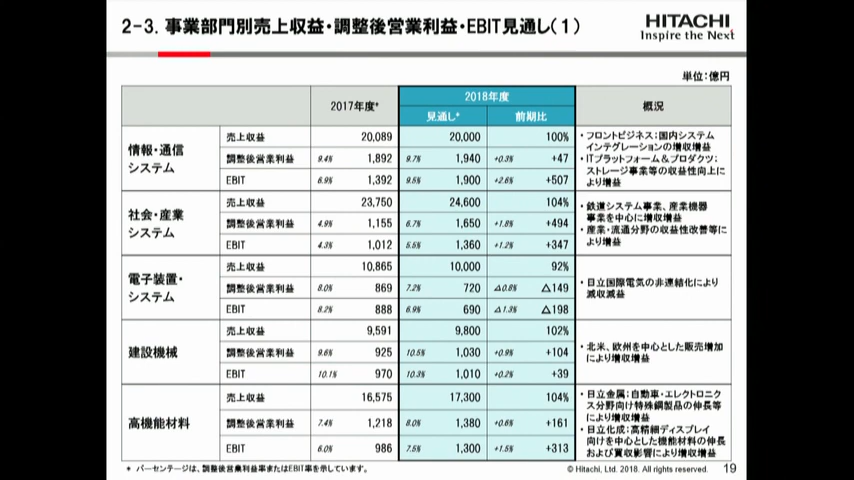 2-3. 事業部門別売上収益・調整後営業利益・EBIT見通し(1)
HITACHI
Inspire the Next
単位:億円
2017年度* 2018年度 概況
見通し* 前期比
情報・通信システム
売上収益 20,089 20,000 100%
調整後営業利益 9.4% 1,892 9.7% 1,940 +0.3% +47
EBIT 6.9% 1,392 9.5% 1,900 +2.6% +507
・フロントビジネス:国内システム
インテグレーションの増収増益
・ITプラットフォーム&プロダクツ:
ストレージ事業等の収益性向上に
より増益
社会・産業システム
売上収益 23,750 24,600 104%
調整後営業利益 4.9% 1,155 6.7% 1,650 +1.8% +494
EBIT 4.3% 1,012 5.5% 1,360 +1.2% +347
・鉄道システム事業、産業機器
事業を中心に増収増益
・産業・流通分野の収益性改善等に
より増益
電子装置・システム
売上収益 10,865 10,000 92%
調整後営業利益 8.0% 869 7.2% 720 △0.8% △149
EBIT 8.2% 888 6.9% 690 △1.3% △198
・日立国際電気の非連結化により
減収減益
建設機械
売上収益 9,591 9,800 102%
調整後営業利益 9.6% 925 10.5% 1,030 +0.9% +104
EBIT 10.1% 970 10.3% 1,010 +0.2% +39
・北米、欧州を中心とした販売増加
により増収増益
高機能材料
売上収益 16,575 17,300 104%
調整後営業利益 7.4% 1,218 8.0% 1,380 +0.6% +161
EBIT 6.0% 986 7.5% 1,300 +1.5% +313
・日立金属:自動車・エレクトロニク
ス分野向け特殊鋼製品の伸長等
により増収増益
・日立化成:高精細ディスプレイ
向けを中心とした機能材料の伸長
および買収影響により増収増益
* パーセンテージは、調整後営業利益率またはEBIT率を示しています。
© Hitachi, Ltd. 2018. All rights reserved. 19